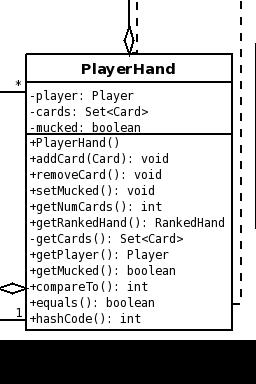 PlayerHand
*
-player: Player
-cards: Set<Card>
-mucked: boolean
+PlayerHand()
+addCard(Card): void
+removeCard(): void
+setMucked(): void
+getNumCards(): int
+getRankedHand(): RankedHand
-getCards(): Set<Card>
+getPlayer(): Player
+getMucked(): boolean
+compareTo(): int
+equals(): boolean
1
+hashCode(): int